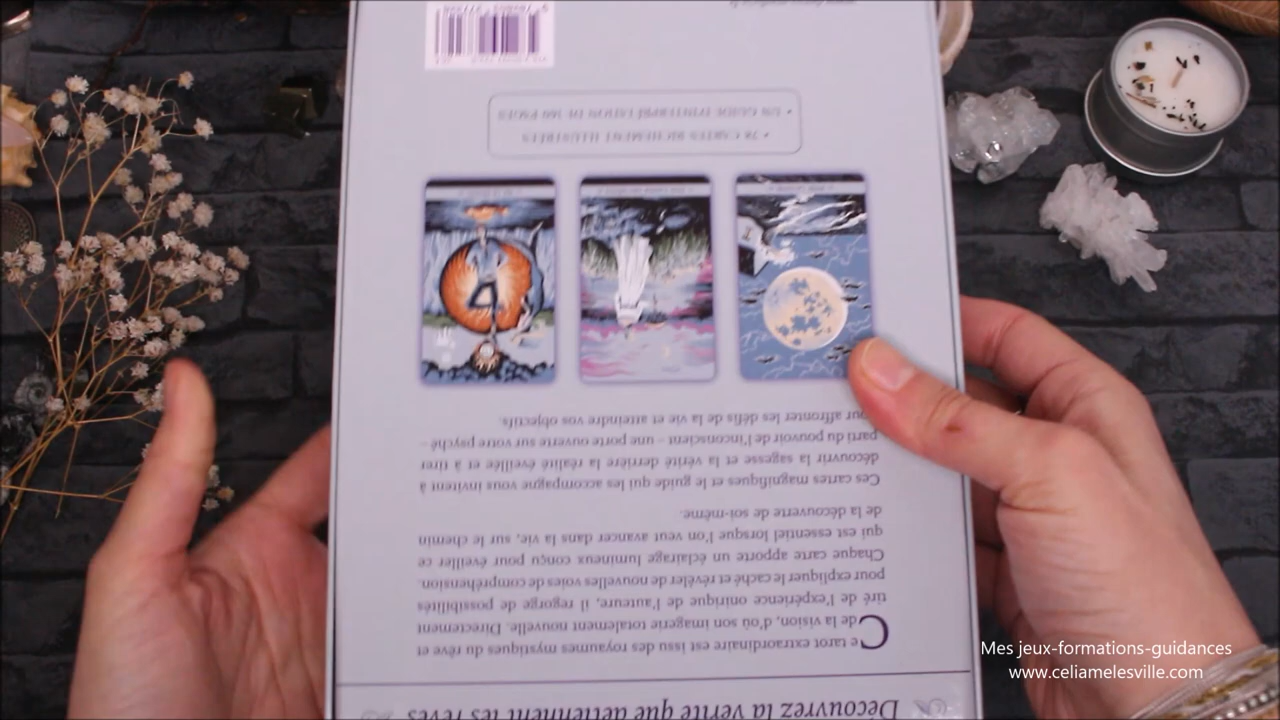 Découvrez la vérité que détiennent les rêves
Ce tarot extraordinaire est issu des royaumes mystiques du rêve et
de la vision, d'où son imagerie totalement nouvelle. Directement
tiré de l'expérience onirique de l'auteure, il regorge de possibilités
pour expliquer le caché et révéler de nouvelles voies de compréhension.
Chaque carte apporte un éclairage lumineux conçu pour éveiller ce
qui est essentiel lorsque l'on veut avancer dans la vie, sur le chemin
de la découverte de soi-même.
Ces cartes magnifiques et le guide qui les accompagne vous invitent à
découvrir la sagesse et la vérité derrière la réalité éveillée et à tirer
parti du pouvoir de l'inconscient – une porte ouverte sur votre psyché –
pour affronter les défis de la vie et atteindre vos objectifs.
• 78 CARTES RICHEMENT ILLUSTRÉES
• UN GUIDE D'INTERPRÉTATION DE 160 PAGES
Mes jeux-formations-guidances
www.celiamelesville.com